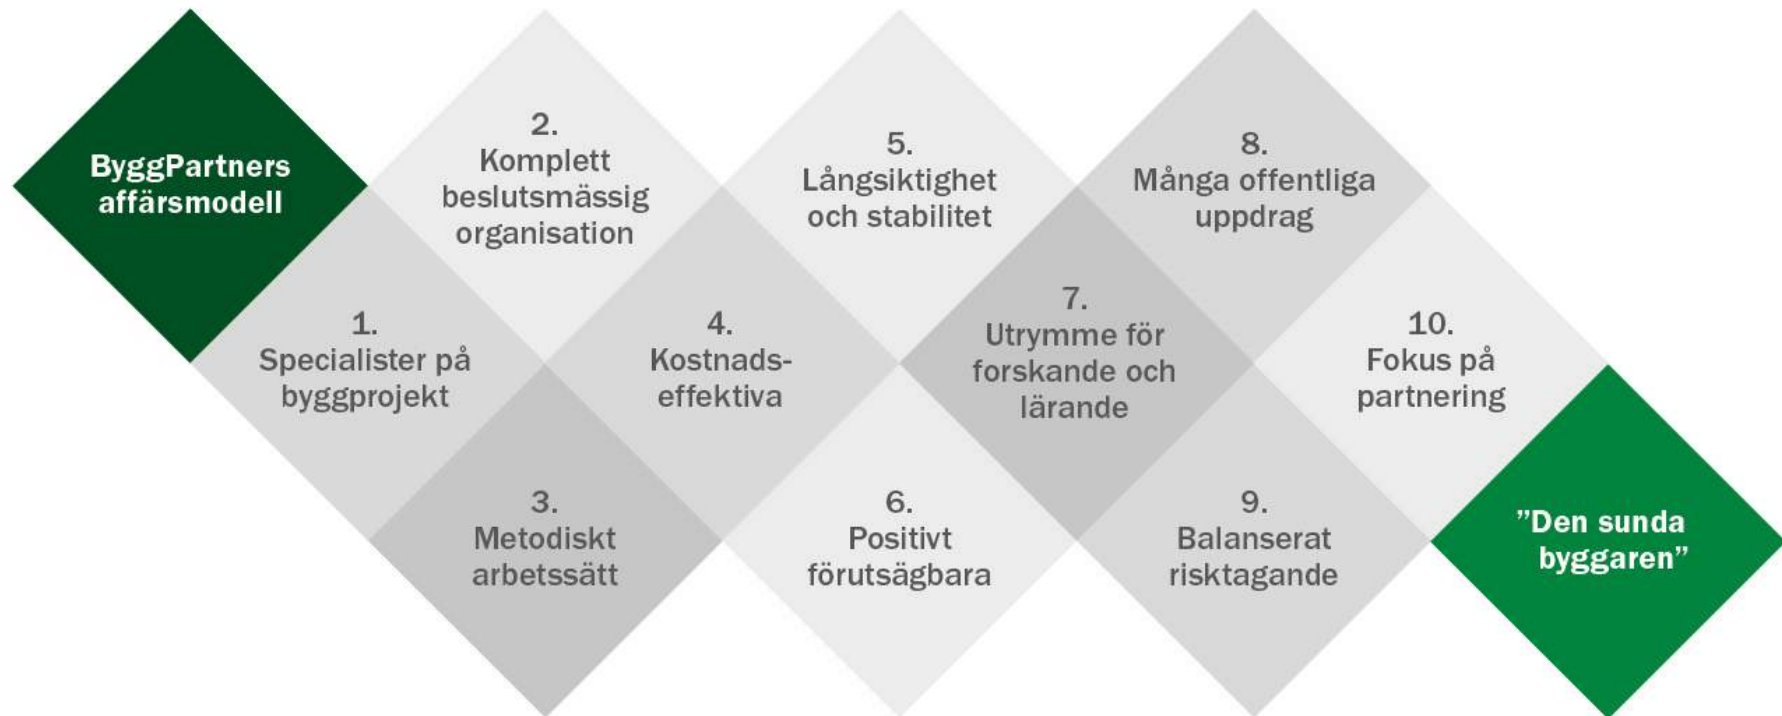 ByggPartners
affärsmodell
1.
Specialister på
byggprojekt
2.
Komplett
beslutsmässig
organisation
3.
Metodiskt
arbetssätt
4.
Kostnads-
effektiva
5.
Långsiktighet
och stabilitet
6.
Positivt
förutsägbara
7.
Utrymme för
forskande och
lärande
8.
Många offentliga
uppdrag
9.
Balanserat
risktagande
10.
Fokus på
partnering
”Den sunda
byggaren”